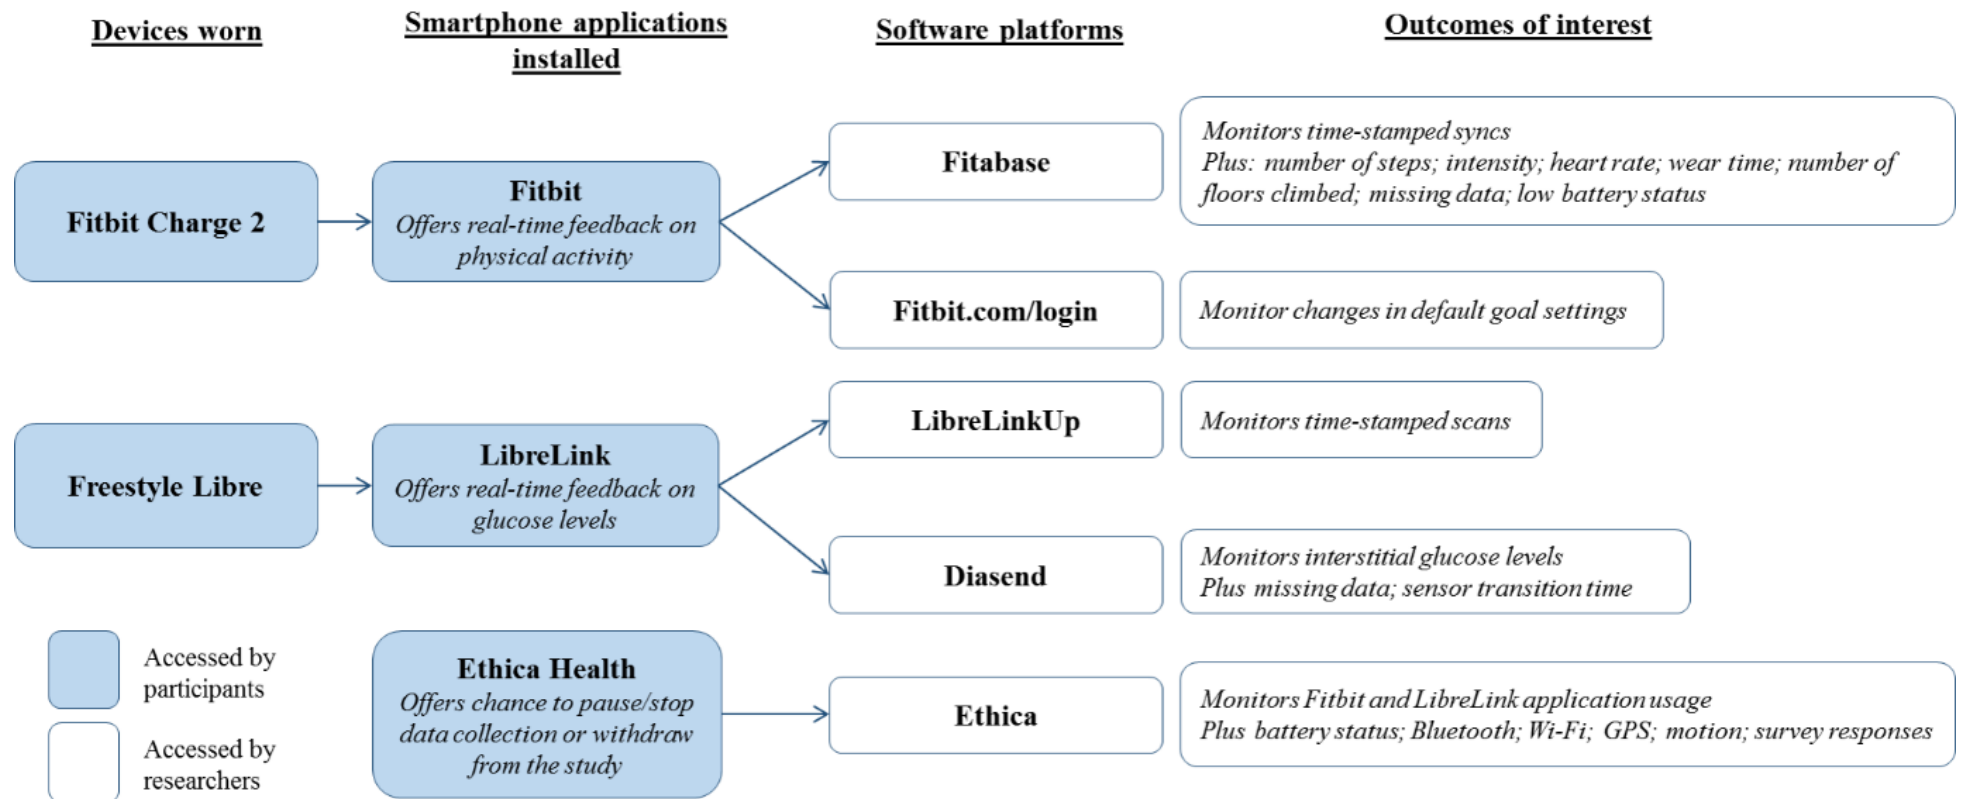 Devices worn
Smartphone applications
installed
Software platforms
Outcomes of interest
Fitbit Charge 2
Fitbit
Offers real-time feedback on
physical activity
Fitabase
Monitors time-stamped syncs
Plus: number of steps; intensity; heart rate; wear time; number of
floors climbed; missing data; low battery status
Fitbit.com/login
Monitor changes in default goal settings
Freestyle Libre
LibreLink
Offers real-time feedback on
glucose levels
LibreLinkUp
Monitors time-stamped scans
Diasend
Monitors interstitial glucose levels
Plus missing data; sensor transition time
Accessed by
participants
Accessed by
researchers
Ethica Health
Offers chance to pause/stop
data collection or withdraw
from the study
Ethica
Monitors Fitbit and LibreLink application usage
Plus battery status; Bluetooth; Wi-Fi; GPS; motion; survey responses